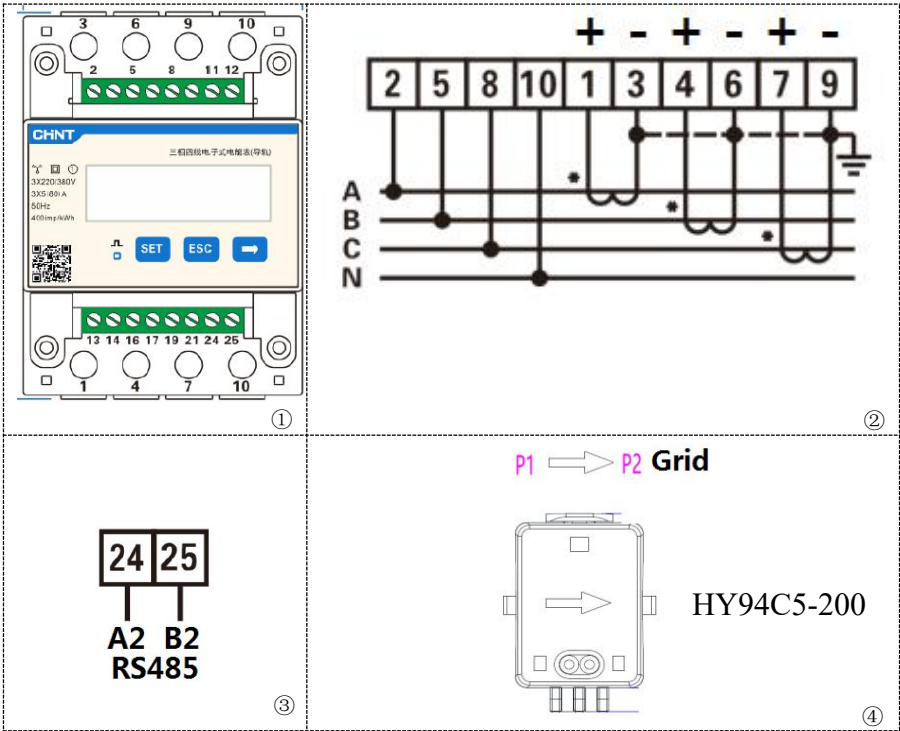 3 6 9 10
2 5 8 11 12
CHNT
三相四线电子式电能表(导轨)
3X220/380V
3X5(80)A
50Hz
400imp/kWh
SET ESC
13 14 16 17 19 21 24 25
1 4 7 10
①
+ - + - + -
2 5 8 10 1 3 4 6 7 9
* 
A
*
B
*
C
N
②
24 25
A2 B2
RS485
③
P1 P2 Grid
HY94C5-200
④